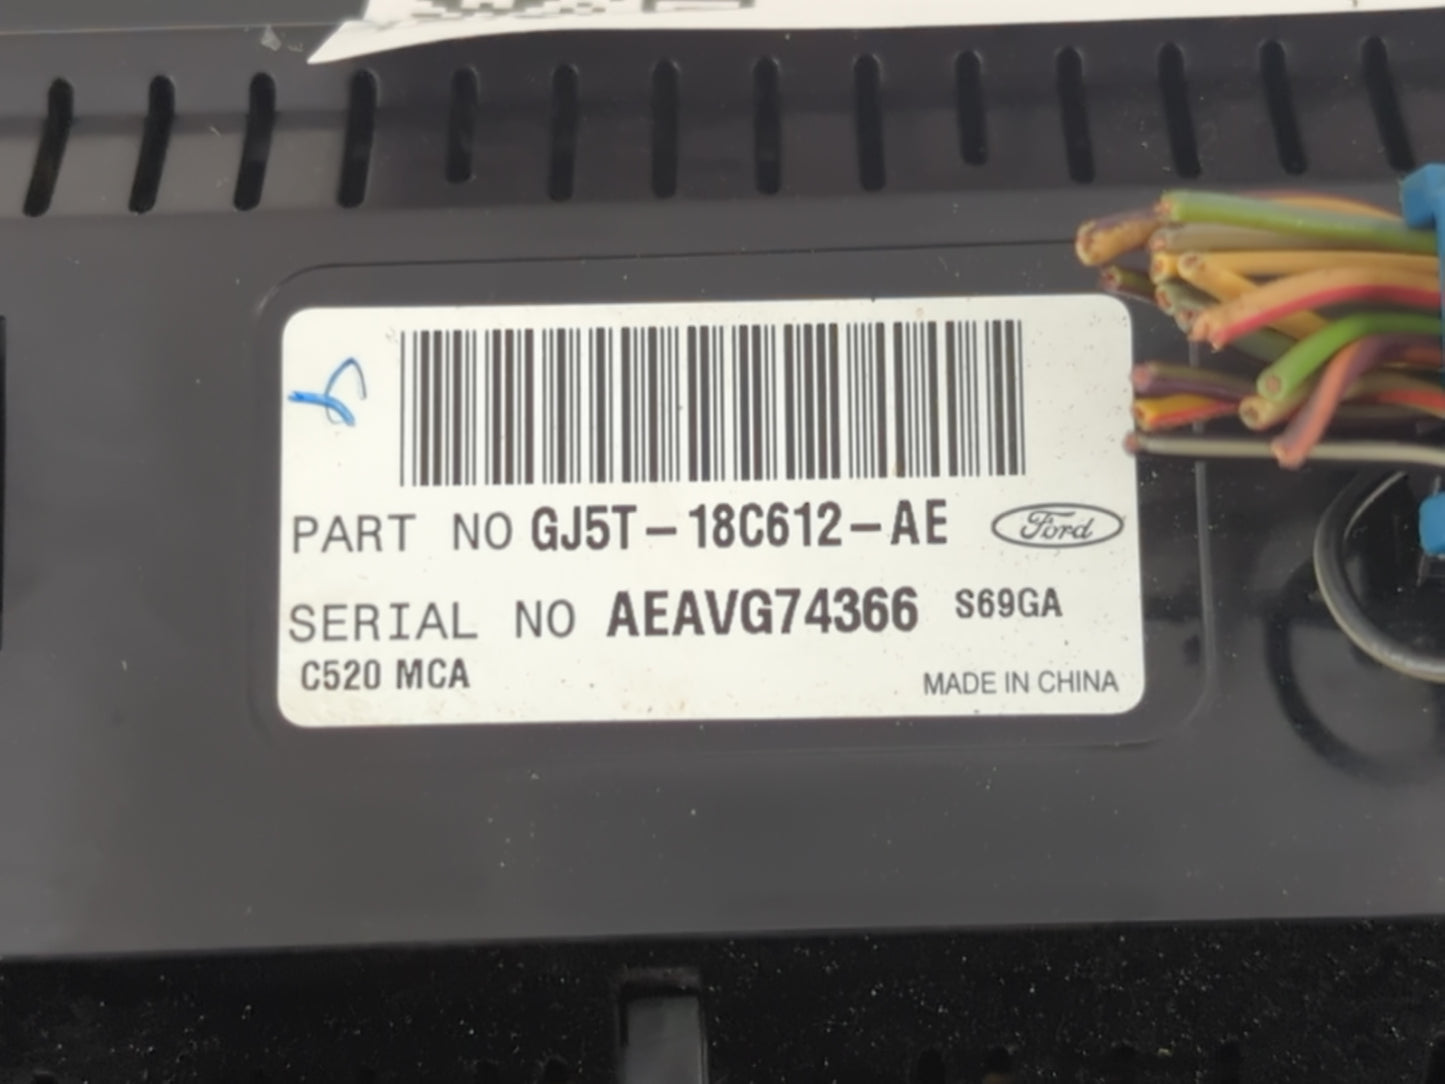 PART NO GJ5T-18C612-AE Ford
SERIAL NO AEAVG74366 S69GA
C520 MCA
MADE IN CHINA